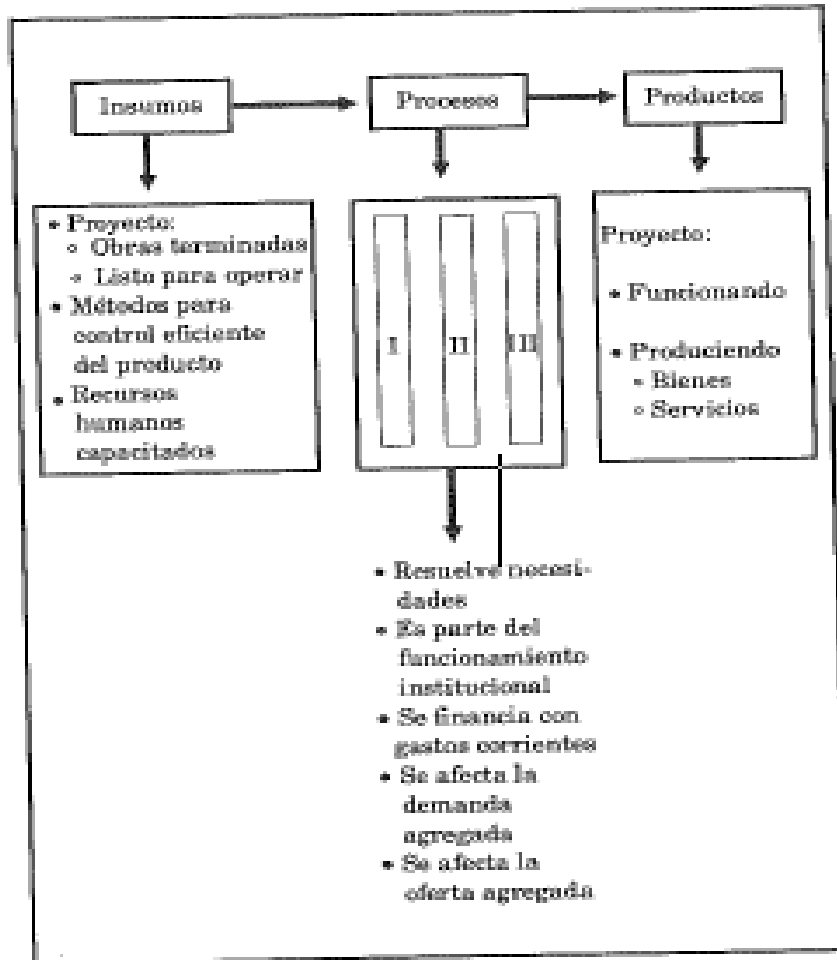 Insumos
Procesos
Productos
• Proyecto:
◦ Obras terminadas
◦ Listo para operar
• Métodos para
control eficiente
del producto
• Recursos
humanos
capacitados
I
II
III
Proyecto:
• Funcionando
• Produciendo
◦ Bienes
◦ Servicios
• Resuelve necesi-
dades
• Es parte del
funcionamiento
institucional
• Se financia con
gastos corrientes
• Se afecta la
demanda
agregada
• Se afecta la
oferta agregada